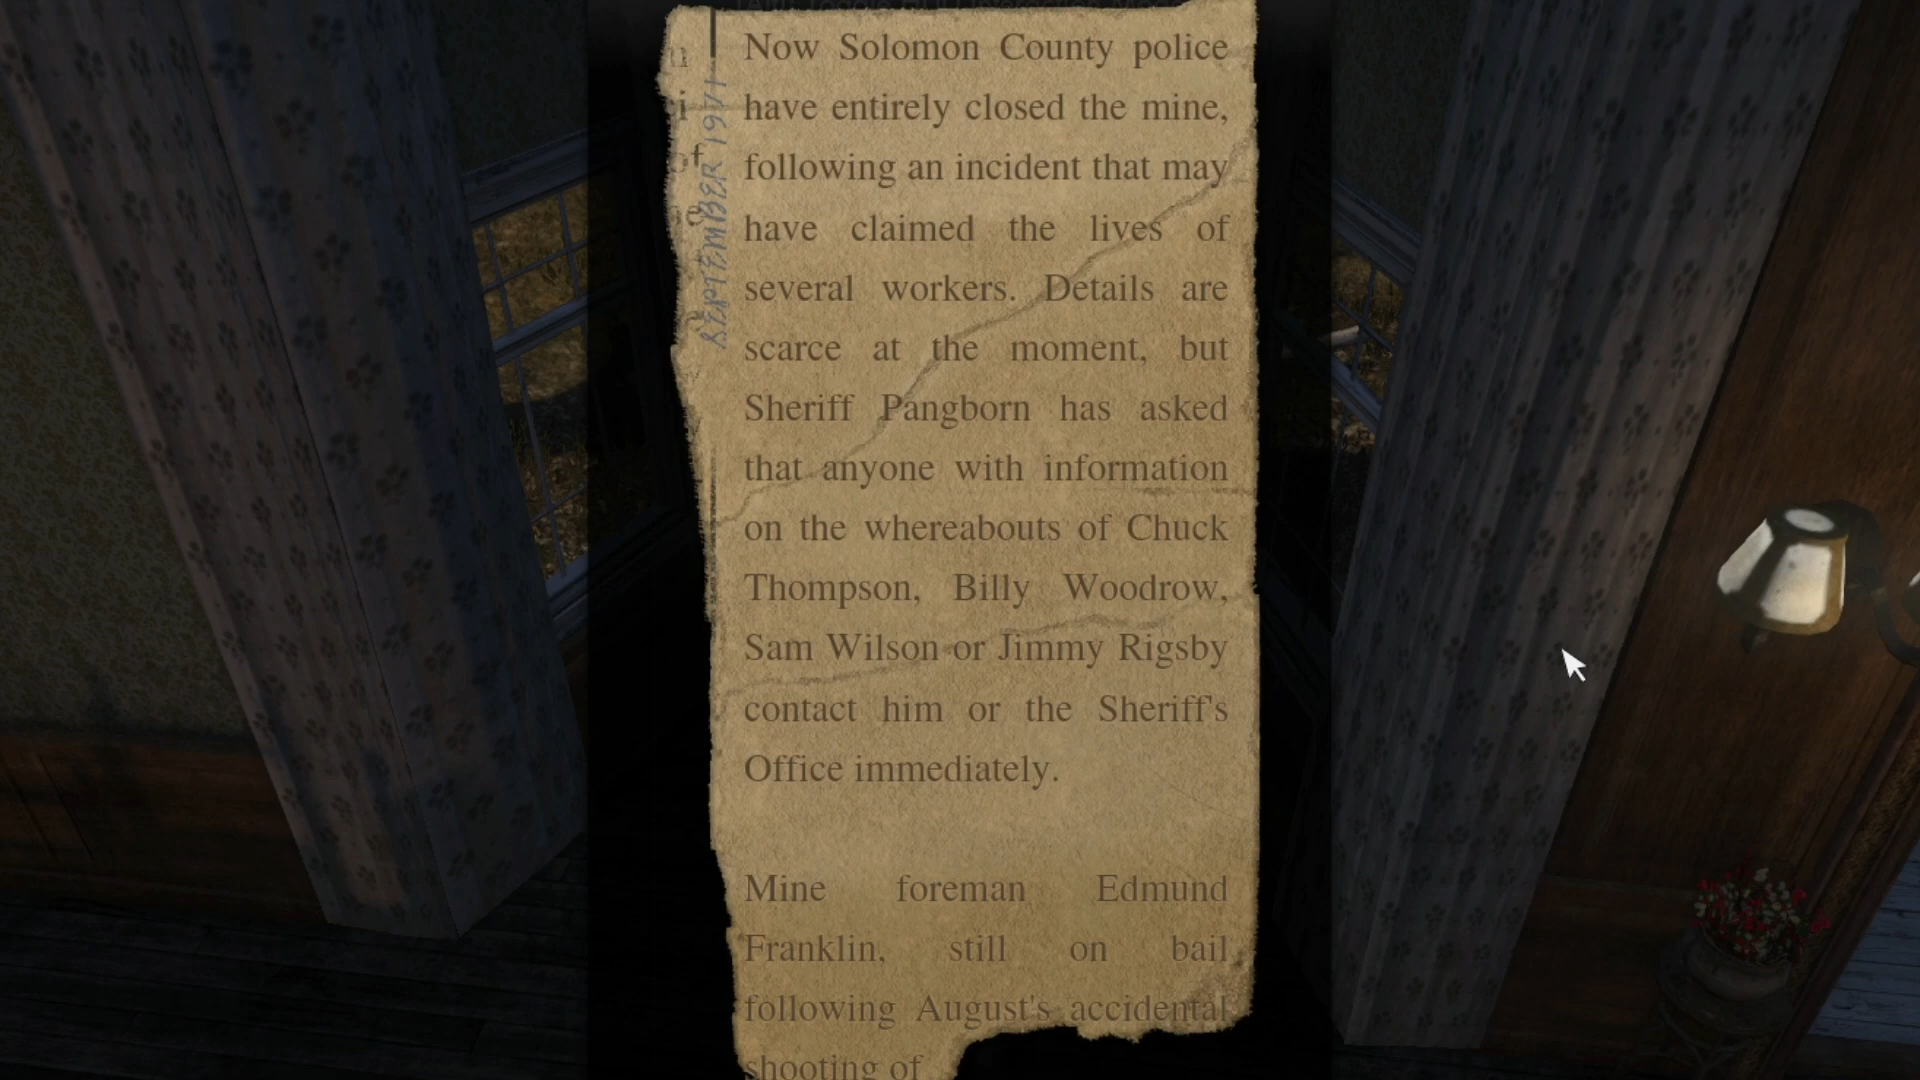 Now Solomon County police
have entirely closed the mine,
following an incident that may
have claimed the lives of
several workers. Details are
scarce at the moment, but
Sheriff Pangborn has asked
that anyone with information
on the whereabouts of Chuck
Thompson, Billy Woodrow,
Sam Wilson or Jimmy Rigsby
contact him or the Sheriff's
Office immediately.
Mine foreman Edmund
Franklin, still on bail
following August's accidental
shooting of
SEPTEMBER 1971
of